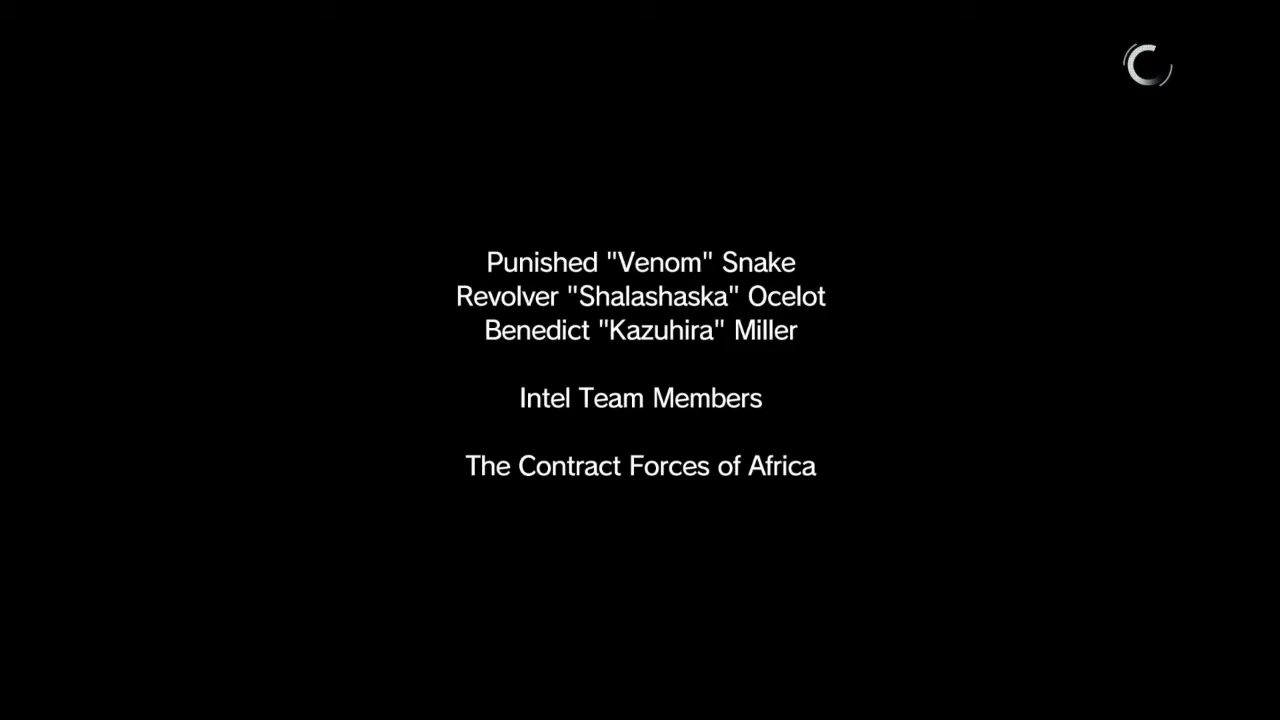 Punished "Venom" Snake
Revolver "Shalashaska" Ocelot
Benedict "Kazuhira" Miller
Intel Team Members
The Contract Forces of Africa